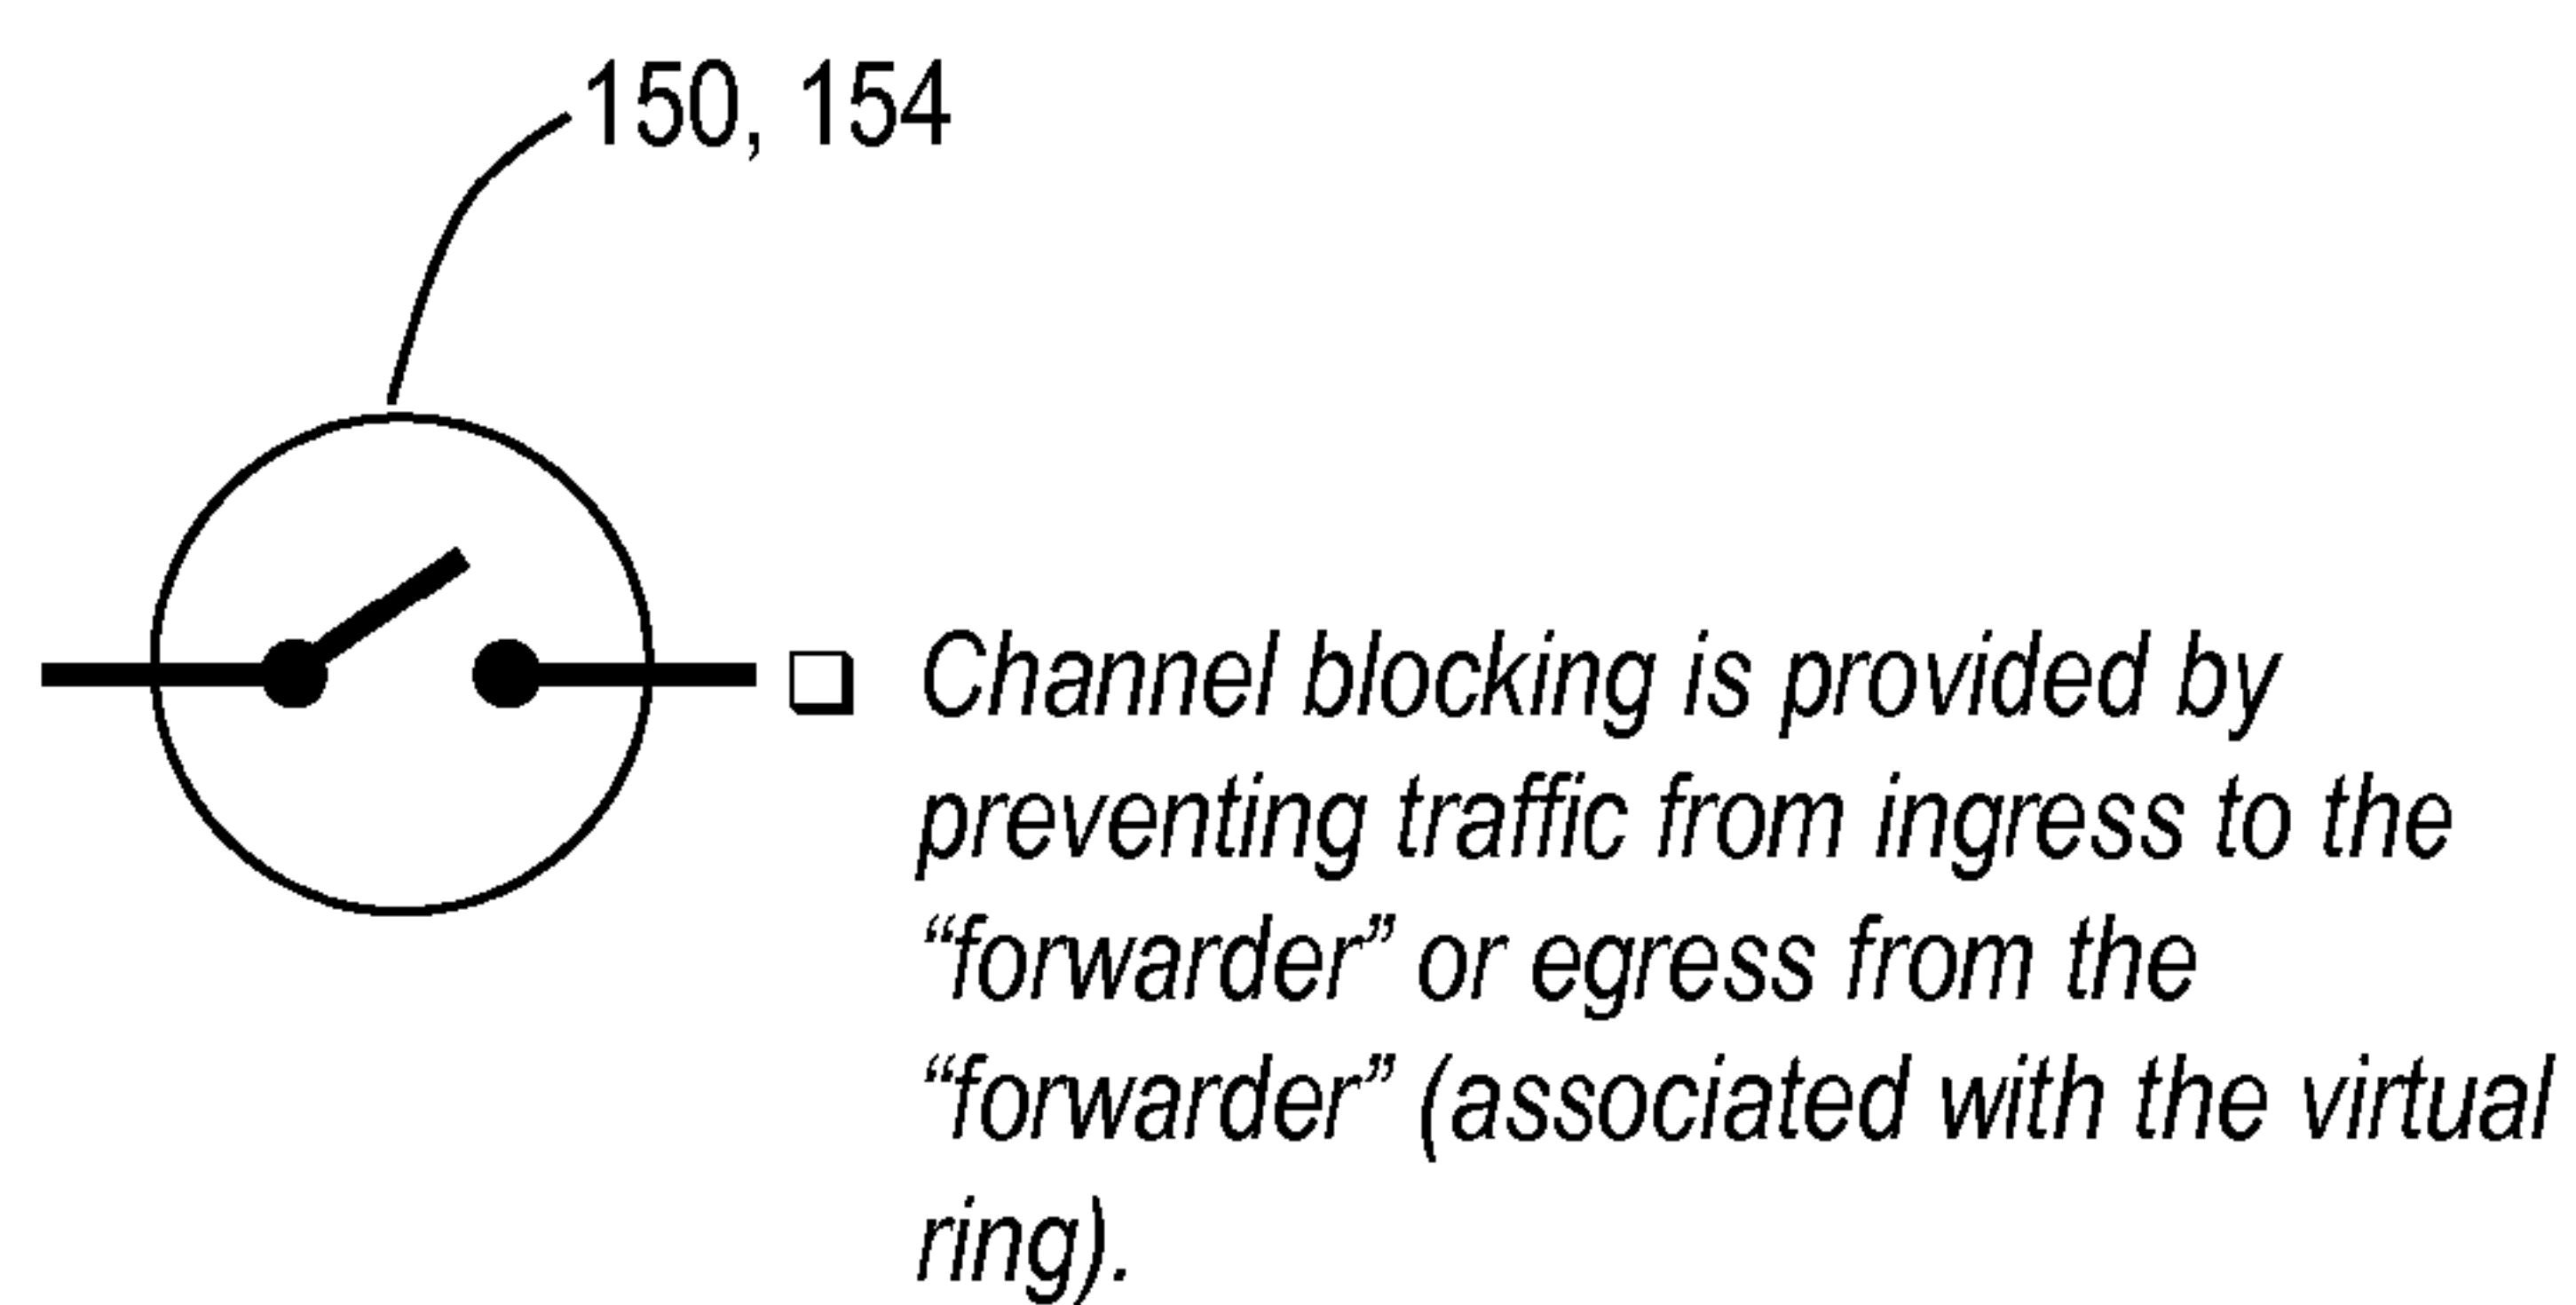 150, 154
❑ Channel blocking is provided by
preventing traffic from ingress to the
“forwarder” or egress from the
“forwarder” (associated with the virtual
ring).